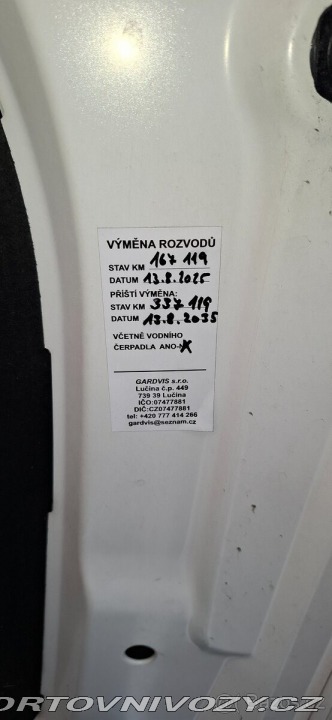 VÝMĚNA ROZVODŮ
STAV KM 167 119
DATUM 13.8.2025
PŘÍŠTÍ VÝMĚNA:
STAV KM 337 119
DATUM 13.8.2035
VČETNĚ VODNÍHO
ČERPADLA ANO-
GARDVIS s.r.o.
Lučina č.p. 449
739 39 Lučina
IČO:07477881
DIČ:CZ07477881
tel: +420 777 414 266
gardvis@seznam.cz
ORTOVNIVOZY.CZ